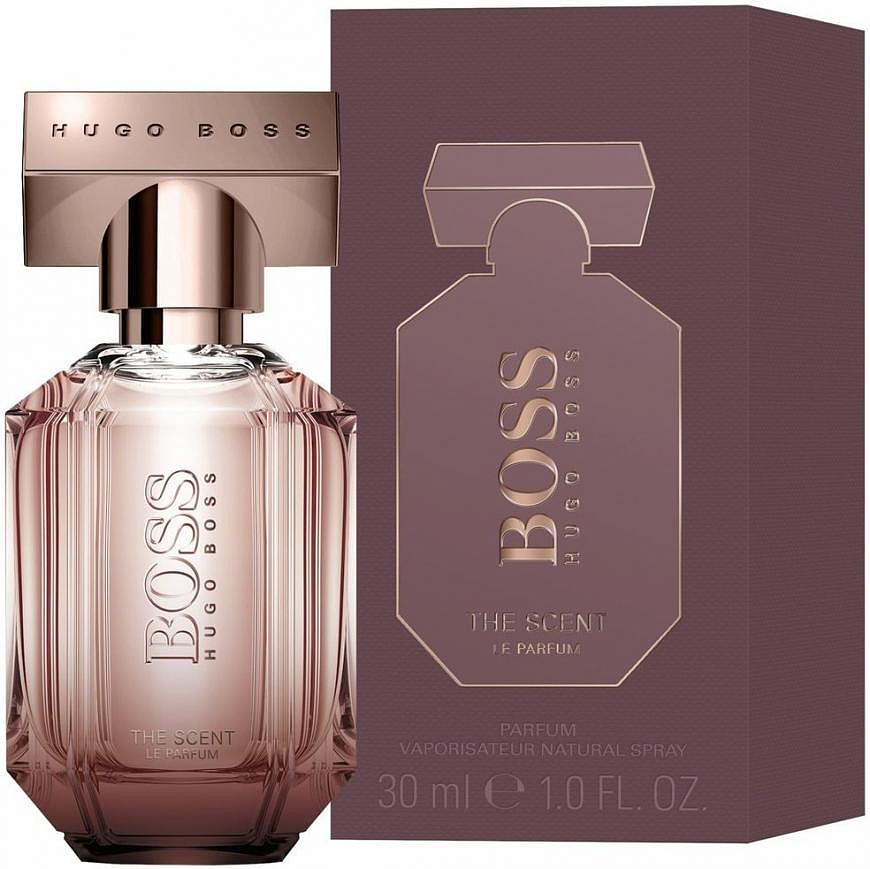 HUGO BOSS
BOSS
HUGO BOSS
THE SCENT
LE PARFUM
BOSS
HUGO BOSS
THE SCENT
LE PARFUM
PARFUM
VAPORISATEUR NATURAL SPRAY
30 ml ℮ 1.0 FL. OZ.